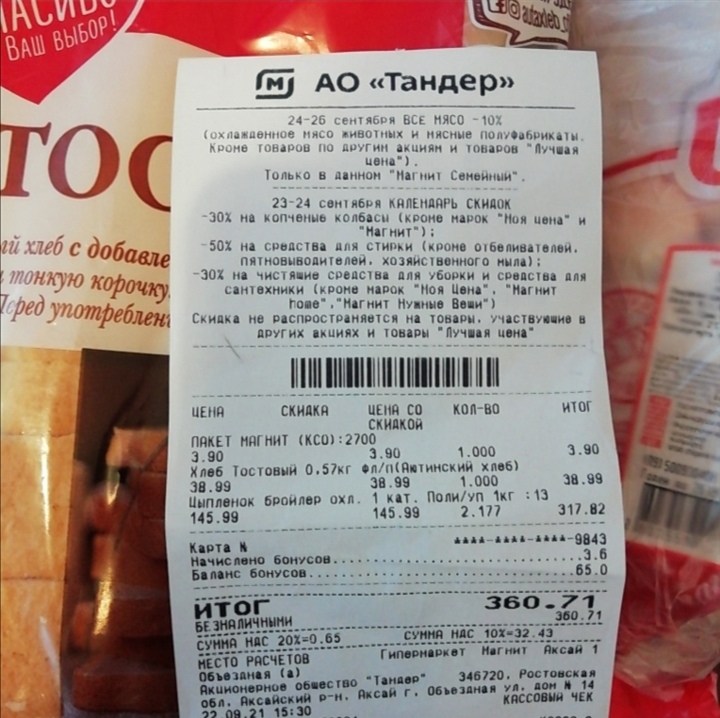 АСИБО
ВАШ ВЫБОР!
ТОС
ый хлеб с добавле
тонкую корочку.
Перед употреблен
М АО «Тандер»
24-26 сентября ВСЕ МЯСО -10%
(охлажденное мясо животных и мясные полуфабрикаты.
Кроме товаров по другим акциям и товаров "Лучшая
цена").
Только в данном "Магнит Семейный".
23-24 сентября КАЛЕНДАРЬ СКИДОК
-30% на копченые колбасы (кроме марок "Моя цена" и
"Магнит");
-50% на средства для стирки (кроме отбеливателей,
пятновыводителей, хозяйственного мыла);
-30% на чистящие средства для уборки и средства для
сантехники (кроме марок "Моя Цена", "Магнит
home","Магнит Нужные Вещи")
Скидка не распространяется на товары, участвующие в
других акциях и товары "Лучшая цена"
ЦЕНА СКИДКА ЦЕНА СО СКИДКОЙ КОЛ-ВО ИТОГ
ПАКЕТ МАГНИТ (КСО):2700
3.90 3.90 1.000 3.90
Хлеб Тостовый 0,57кг фл/п(Аютинский хлеб)
38.99 38.99 1.000 38.99
Цыпленок бройлер охл. 1 кат. Поли/уп 1кг :13
145.99 145.99 2.177 317.82
Карта № ****-****-****-9843
Начислено бонусов 3.6
Баланс бонусов 65.0
ИТОГ 360.71
БЕЗНАЛИЧНЫМИ 360.71
СУММА НДС 20%=0.65 СУММА НДС 10%=32.43
МЕСТО РАСЧЕТОВ Гипермаркет Магнит Аксай 1
Объездная (а)
Акционерное общество "Тандер" 346720, Ростовская
обл, Аксайский р-н, Аксай г, Объездная ул, дом № 14
КАССОВЫЙ ЧЕК
22.09.21 15:30